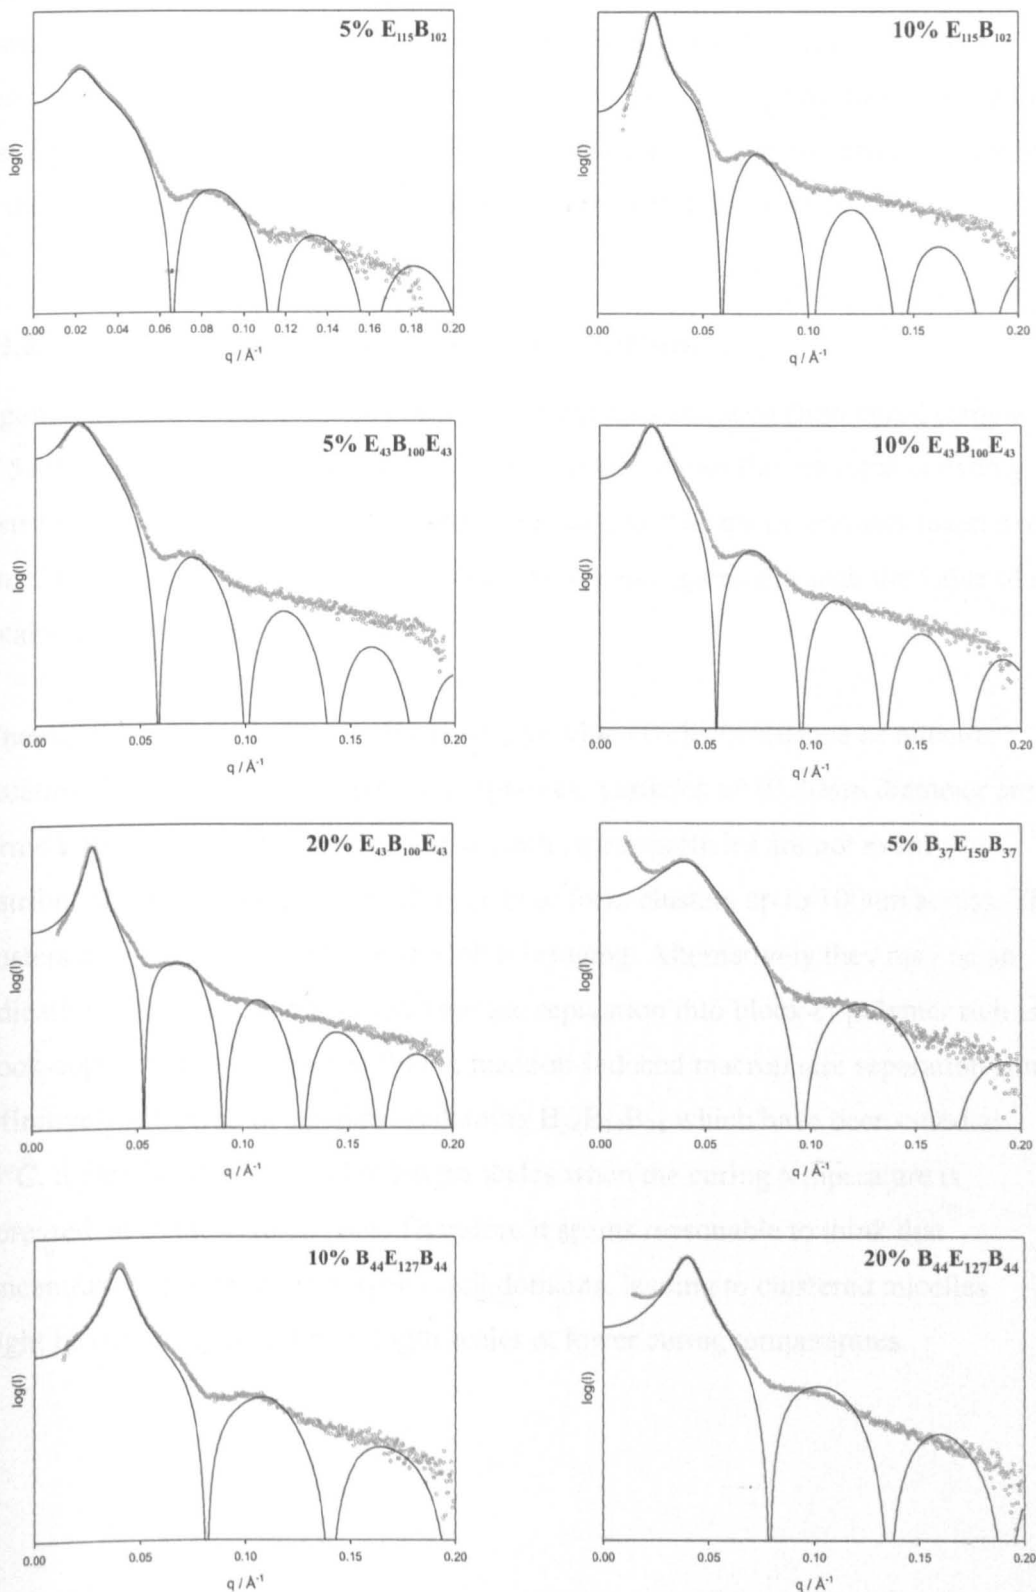 5% E₁₁₅B₁₀₂
log(I)
0.00 0.02 0.04 0.06 0.08 0.10 0.12 0.14 0.16 0.18 0.20
q / Å⁻¹
10% E₁₁₅B₁₀₂
log(I)
0.00 0.05 0.10 0.15 0.20
q / Å⁻¹
5% E₄₃B₁₀₀E₄₃
log(I)
0.00 0.05 0.10 0.15 0.20
q / Å⁻¹
10% E₄₃B₁₀₀E₄₃
log(I)
0.00 0.05 0.10 0.15 0.20
q / Å⁻¹
20% E₄₃B₁₀₀E₄₃
log(I)
0.00 0.05 0.10 0.15 0.20
q / Å⁻¹
5% B₃₇E₁₅₀B₃₇
log(I)
0.00 0.05 0.10 0.15 0.20
q / Å⁻¹
10% B₄₄E₁₂₇B₄₄
log(I)
0.00 0.05 0.10 0.15 0.20
q / Å⁻¹
20% B₄₄E₁₂₇B₄₄
log(I)
0.00 0.05 0.10 0.15 0.20
q / Å⁻¹